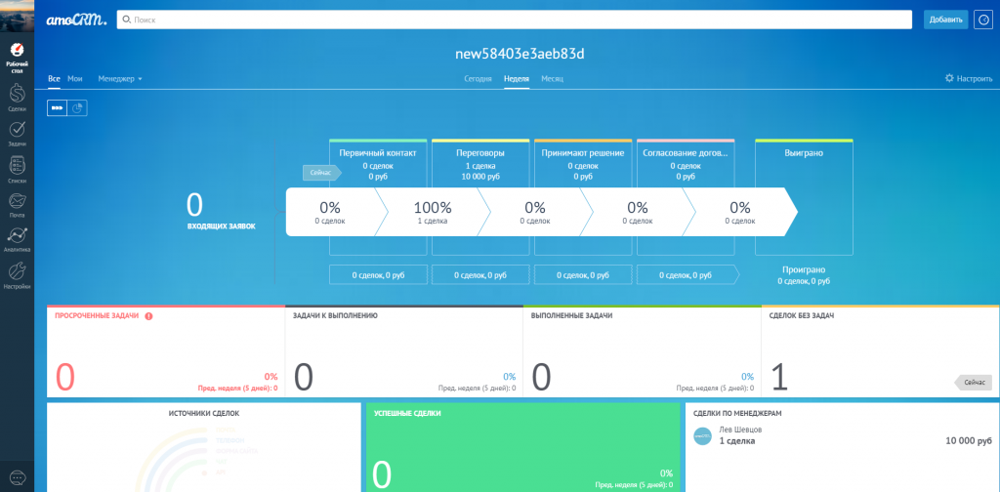 amoCRM.
Поиск
Добавить
new58403e3aeb83d
Все Мои Менеджер
Сегодня Неделя Месяц
Настроить
Рабочий
стол
Сделки
Задачи
Списки
Почта
Аналитика
Настройки
Сейчас
Первичный контакт
0 сделок
0 руб
Переговоры
1 сделка
10 000 руб
Принимают решение
0 сделок
0 руб
Согласование догов...
0 сделок
0 руб
Выиграно
0
ВХОДЯЩИХ ЗАЯВОК
0%
0 сделок
100%
1 сделка
0%
0 сделок
0%
0 сделок
0%
0 сделок
0 сделок, 0 руб
0 сделок, 0 руб
0 сделок, 0 руб
0 сделок, 0 руб
Проиграно
0 сделок, 0 руб
ПРОСРОЧЕННЫЕ ЗАДАЧИ
0
0%
Пред. неделя (5 дней): 0
ЗАДАЧИ К ВЫПОЛНЕНИЮ
0
0%
Пред. неделя (5 дней): 0
ВЫПОЛНЕННЫЕ ЗАДАЧИ
0
0%
Пред. неделя (5 дней): 0
СДЕЛОК БЕЗ ЗАДАЧ
1
Сейчас
ИСТОЧНИКИ СДЕЛОК
УСПЕШНЫЕ СДЕЛКИ
0
0%
Пред. неделя (5 дней): 0
СДЕЛКИ ПО МЕНЕДЖЕРАМ
Лев Шевцов
1 сделка
10 000 руб